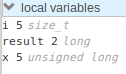 local variables
i 5 size_t
result 2 long
x 5 unsigned long